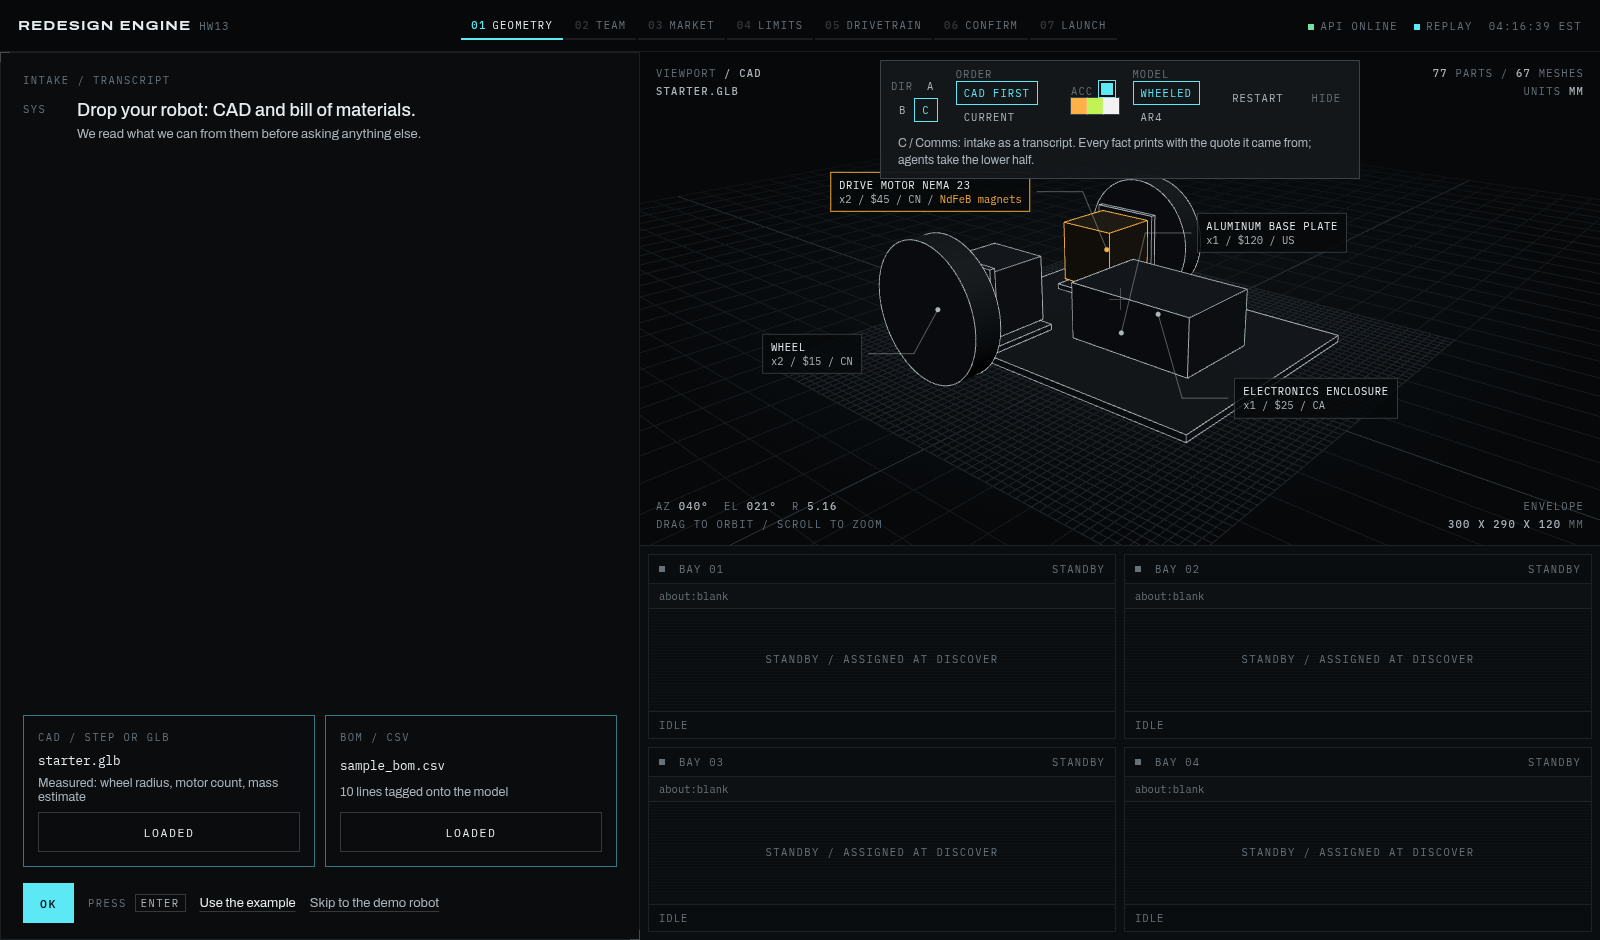 REDESIGN ENGINE HW13
01 GEOMETRY 02 TEAM 03 MARKET 04 LIMITS 05 DRIVETRAIN 06 CONFIRM 07 LAUNCH
API ONLINE REPLAY 04:16:39 EST
INTAKE / TRANSCRIPT
SYS Drop your robot: CAD and bill of materials.
We read what we can from them before asking anything else.
CAD / STEP OR GLB
starter.glb
Measured: wheel radius, motor count, mass
estimate
LOADED
BOM / CSV
sample_bom.csv
10 lines tagged onto the model
LOADED
OK PRESS ENTER Use the example Skip to the demo robot
VIEWPORT / CAD
STARTER.GLB
DIR A
B C
ORDER
CAD FIRST
CURRENT
ACC
MODEL
WHEELED
AR4
RESTART HIDE
C / Comms: intake as a transcript. Every fact prints with the quote it came from;
agents take the lower half.
77 PARTS / 67 MESHES
UNITS MM
DRIVE MOTOR NEMA 23
x2 / $45 / CN / NdFeB magnets
ALUMINUM BASE PLATE
x1 / $120 / US
WHEEL
x2 / $15 / CN
ELECTRONICS ENCLOSURE
x1 / $25 / CA
AZ 040° EL 021° R 5.16
DRAG TO ORBIT / SCROLL TO ZOOM
ENVELOPE
300 X 290 X 120 MM
BAY 01 STANDBY
about:blank
STANDBY / ASSIGNED AT DISCOVER
IDLE
BAY 02 STANDBY
about:blank
STANDBY / ASSIGNED AT DISCOVER
IDLE
BAY 03 STANDBY
about:blank
STANDBY / ASSIGNED AT DISCOVER
IDLE
BAY 04 STANDBY
about:blank
STANDBY / ASSIGNED AT DISCOVER
IDLE